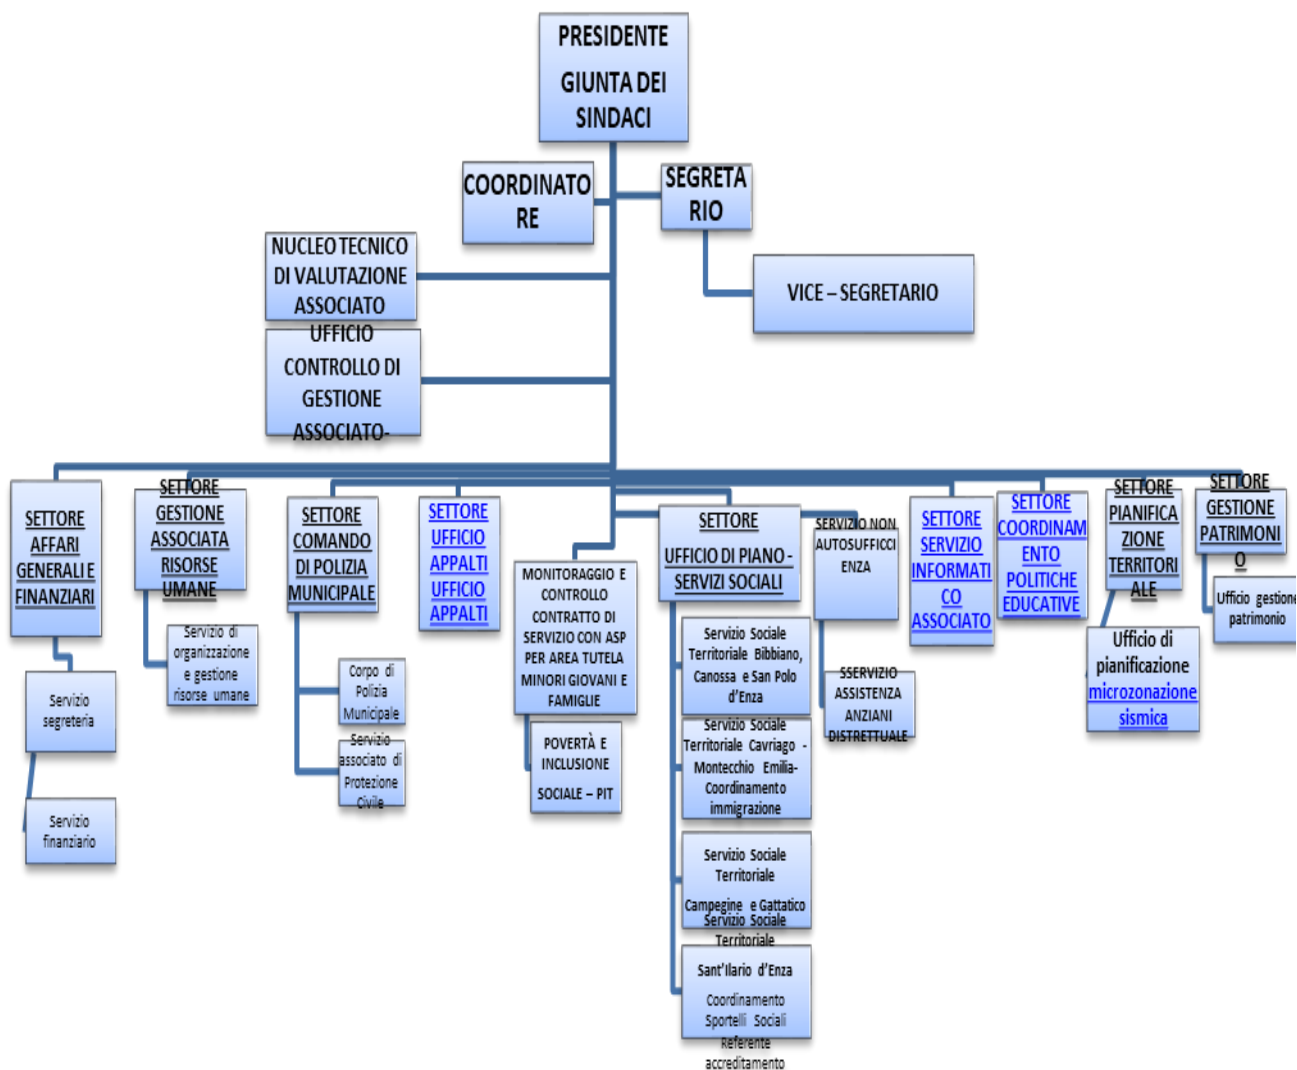 PRESIDENTE
GIUNTA DEI
SINDACI
COORDINATO
RE
SEGRETA
RIO
NUCLEO TECNICO
DI VALUTAZIONE
ASSOCIATO
VICE – SEGRETARIO
UFFICIO
CONTROLLO DI
GESTIONE
ASSOCIATO-
SETTORE
AFFARI
GENERALI E
FINANZIARI
Servizio
segreteria
Servizio
finanziario
SETTORE
GESTIONE
ASSOCIATA
RISORSE
UMANE
Servizio di
organizzazione
e gestione
risorse umane
SETTORE
COMANDO
DI POLIZIA
MUNICIPALE
Corpo di
Polizia
Municipale
Servizio
associato di
Protezione
Civile
SETTORE
UFFICIO
APPALTI
UFFICIO
APPALTI
MONITORAGGIO E
CONTROLLO
CONTRATTO DI
SERVIZIO CON ASP
PER AREA TUTELA
MINORI GIOVANI E
FAMIGLIE
POVERTÀ E
INCLUSIONE
SOCIALE – PIT
SETTORE
UFFICIO DI PIANO -
SERVIZI SOCIALI
Servizio Sociale
Territoriale Bibbiano,
Canossa e San Polo
d'Enza
Servizio Sociale
Territoriale Cavriago -
Montecchio Emilia-
Coordinamento
immigrazione
Servizio Sociale
Territoriale
Campegine e Gattatico
Servizio Sociale
Territoriale
Sant'Ilario d'Enza
Coordinamento
Sportelli Sociali
Referente
accreditamento
SERVIZIO NON
AUTOSUFFICI
ENZA
SSERVIZIO
ASSISTENZA
ANZIANI
DISTRETTUALE
SETTORE
SERVIZIO
INFORMATI
CO
ASSOCIATO
SETTORE
COORDINAM
ENTO
POLITICHE
EDUCATIVE
SETTORE
PIANIFICA
ZIONE
TERRITORI
ALE
Ufficio di
pianificazione
microzonazione
sismica
SETTORE
GESTIONE
PATRIMONI
O
Ufficio gestione
patrimonio